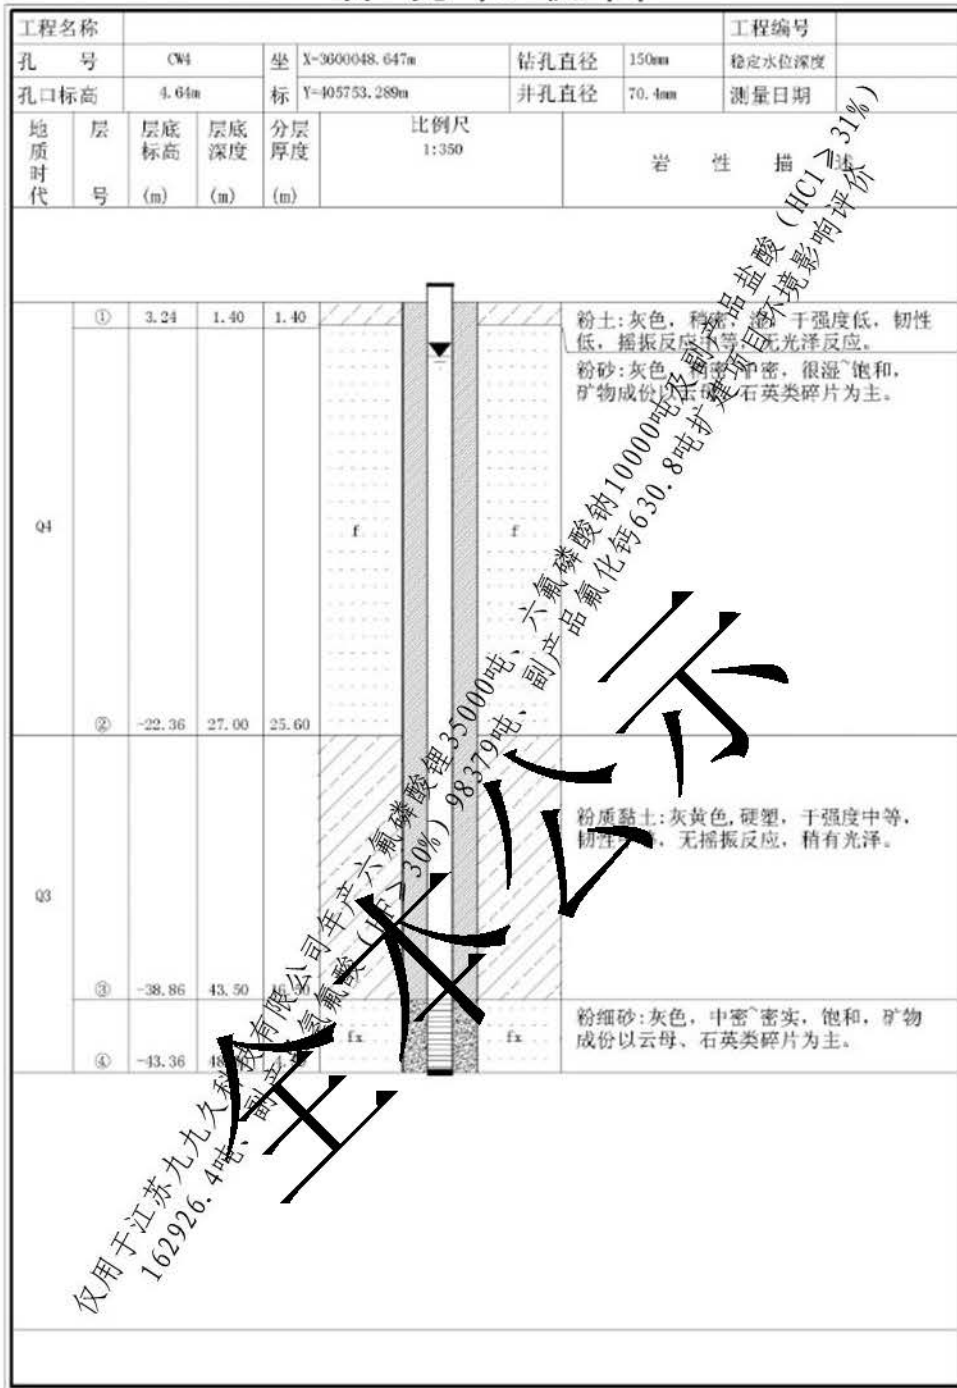 工程名称 工程编号
孔 号 CW4 坐 X=3600048.647m 钻孔直径 150mm 稳定水位深度
孔口标高 4.64m 标 Y=405753.289m 井孔直径 70.4mm 测量日期
地质时代 层号 层底标高(m) 层底深度(m) 分层厚度(m) 比例尺 1:350 岩 性 描 述
① 3.24 1.40 1.40
粉土:灰色, 稍密, 湿, 干强度低, 韧性
低, 摇振反应中等, 无光泽反应。
粉砂:灰色, 稍密~中密, 很湿~饱和,
矿物成份以云母、石英类碎片为主。
Q4 f f
② -22.36 27.00 25.60
粉质黏土:灰黄色,硬塑, 干强度中等,
韧性中等, 无摇振反应, 稍有光泽。
Q3
③ -38.86 43.50 16.50
粉细砂:灰色, 中密~密实, 饱和, 矿物
成份以云母、石英类碎片为主。
fx fx
④ -43.36
仅用于江苏九九久科技有限公司年产六氟磷酸锂35000吨、六氟磷酸钠10000吨及副产品盐酸(HCl≥31%)
162926.4吨、副产氢氟酸(HF≥30%)98379吨、副产品氟化钙630.8吨扩建项目环境影响评价
全本公示